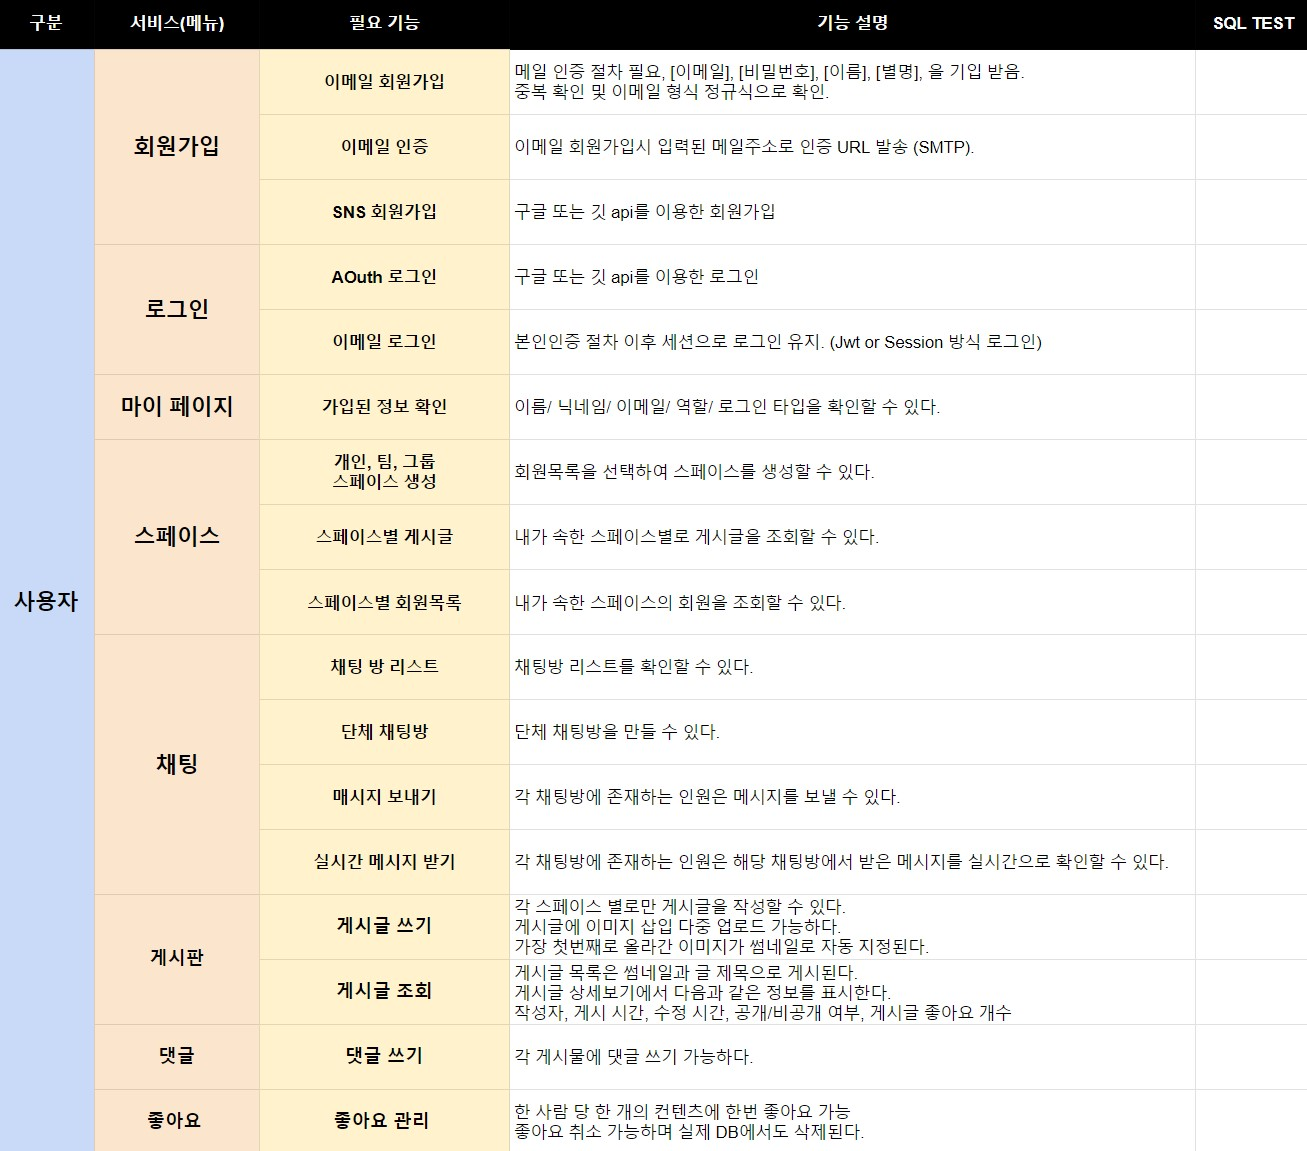 구분 서비스(메뉴) 필요 기능 기능 설명 SQL TEST
사용자
회원가입
이메일 회원가입
메일 인증 절차 필요, [이메일], [비밀번호], [이름], [별명], 을 기입 받음.
중복 확인 및 이메일 형식 정규식으로 확인.
이메일 인증
이메일 회원가입시 입력된 메일주소로 인증 URL 발송 (SMTP).
SNS 회원가입
구글 또는 깃 api를 이용한 회원가입
로그인
AOuth 로그인
구글 또는 깃 api를 이용한 로그인
이메일 로그인
본인인증 절차 이후 세션으로 로그인 유지. (Jwt or Session 방식 로그인)
마이 페이지
가입된 정보 확인
이름/ 닉네임/ 이메일/ 역할/ 로그인 타입을 확인할 수 있다.
스페이스
개인, 팀, 그룹
스페이스 생성
회원목록을 선택하여 스페이스를 생성할 수 있다.
스페이스별 게시글
내가 속한 스페이스별로 게시글을 조회할 수 있다.
스페이스별 회원목록
내가 속한 스페이스의 회원을 조회할 수 있다.
채팅
채팅 방 리스트
채팅방 리스트를 확인할 수 있다.
단체 채팅방
단체 채팅방을 만들 수 있다.
매시지 보내기
각 채팅방에 존재하는 인원은 메시지를 보낼 수 있다.
실시간 메시지 받기
각 채팅방에 존재하는 인원은 해당 채팅방에서 받은 메시지를 실시간으로 확인할 수 있다.
게시판
게시글 쓰기
각 스페이스 별로만 게시글을 작성할 수 있다.
게시글에 이미지 삽입 다중 업로드 가능하다.
가장 첫번째로 올라간 이미지가 썸네일로 자동 지정된다.
게시글 조회
게시글 목록은 썸네일과 글 제목으로 게시된다.
게시글 상세보기에서 다음과 같은 정보를 표시한다.
작성자, 게시 시간, 수정 시간, 공개/비공개 여부, 게시글 좋아요 개수
댓글
댓글 쓰기
각 게시물에 댓글 쓰기 가능하다.
좋아요
좋아요 관리
한 사람 당 한 개의 컨텐츠에 한번 좋아요 가능
좋아요 취소 가능하며 실제 DB에서도 삭제된다.